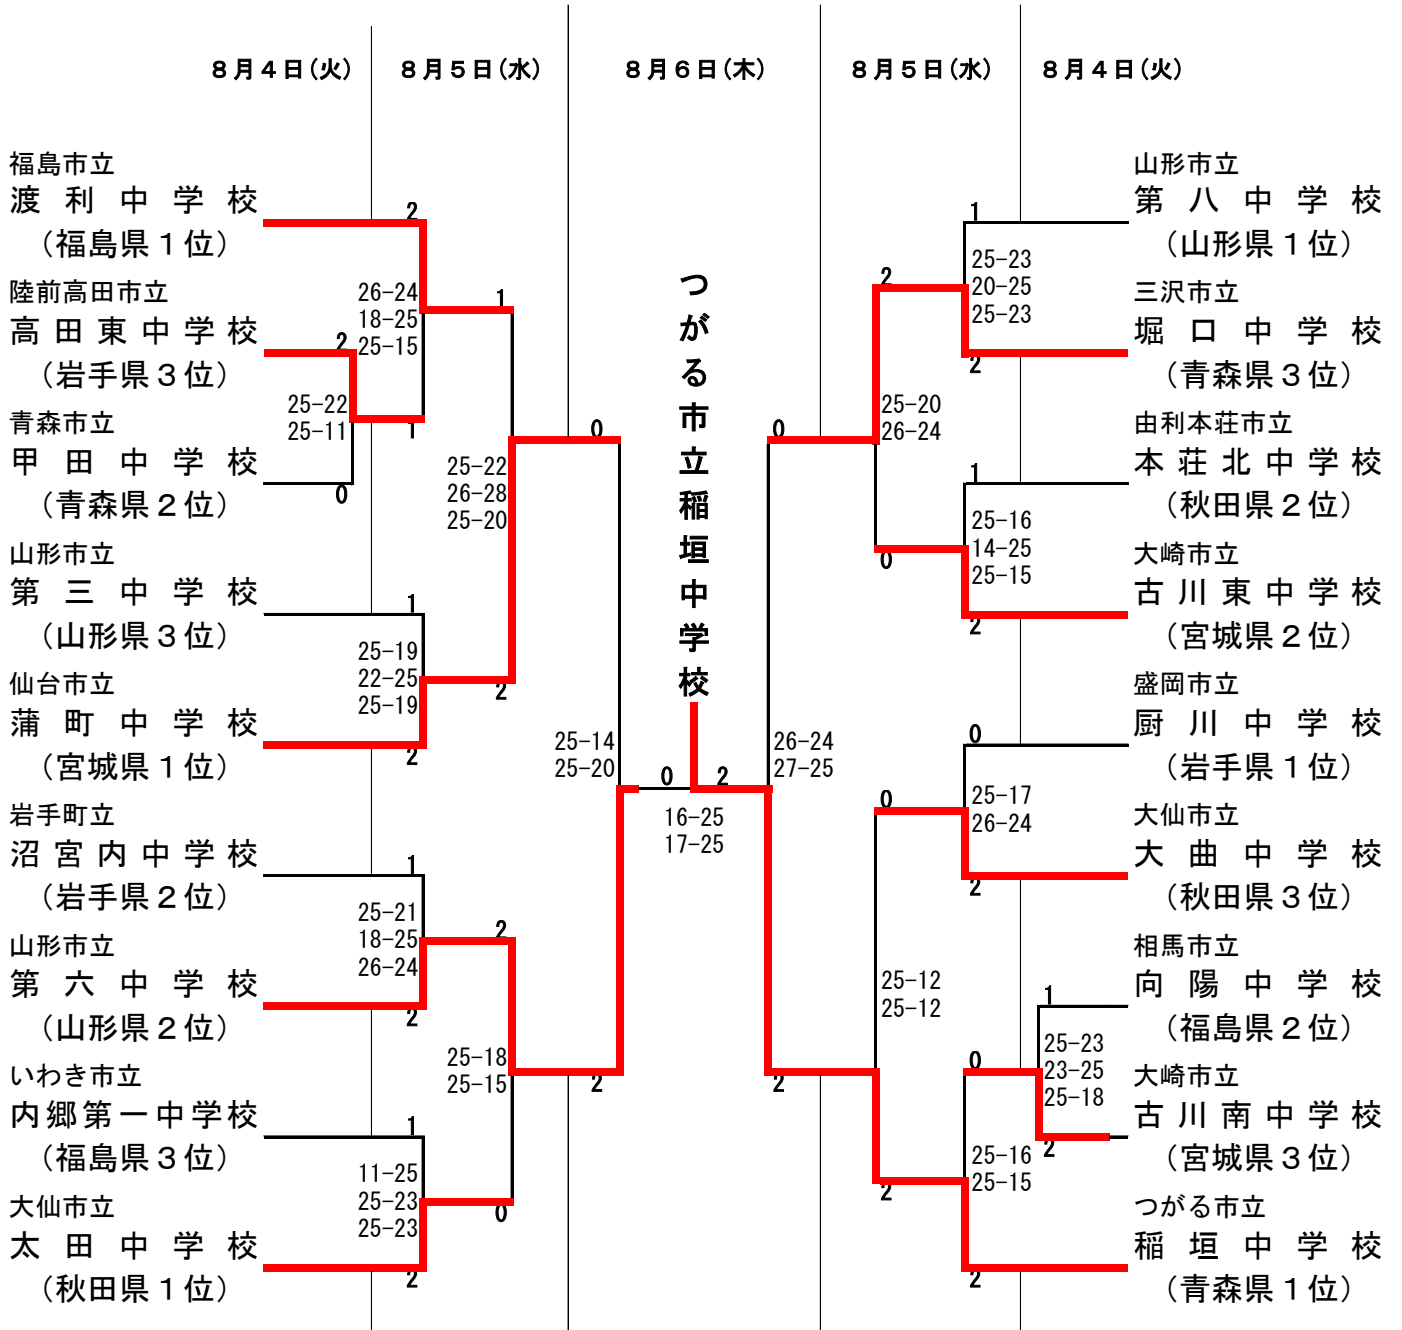 8月4日(火)
8月5日(水)
8月6日(木)
8月5日(水)
8月4日(火)
福島市立
渡利中学校
（福島県１位）
陸前高田市立
高田東中学校
（岩手県３位）
青森市立
甲田中学校
（青森県２位）
山形市立
第三中学校
（山形県３位）
仙台市立
蒲町中学校
（宮城県１位）
岩手町立
沼宮内中学校
（岩手県２位）
山形市立
第六中学校
（山形県２位）
いわき市立
内郷第一中学校
（福島県３位）
大仙市立
太田中学校
（秋田県１位）
2
0
25-22
25-11
2
1
26-24
18-25
25-15
1
2
25-19
22-25
25-19
1
2
25-21
18-25
26-24
1
2
11-25
25-23
25-23
1
2
25-22
26-28
25-20
2
0
25-18
25-15
0
2
25-14
25-20
つがる市立稲垣中学校
0
2
16-25
17-25
0
2
26-24
27-25
2
0
25-20
26-24
0
2
25-12
25-12
1
2
25-23
20-25
25-23
1
2
25-16
14-25
25-15
0
2
25-17
26-24
0
2
25-16
25-15
1
2
25-23
23-25
25-18
山形市立
第八中学校
（山形県１位）
三沢市立
堀口中学校
（青森県３位）
由利本荘市立
本荘北中学校
（秋田県２位）
大崎市立
古川東中学校
（宮城県２位）
盛岡市立
厨川中学校
（岩手県１位）
大仙市立
大曲中学校
（秋田県３位）
相馬市立
向陽中学校
（福島県２位）
大崎市立
古川南中学校
（宮城県３位）
つがる市立
稲垣中学校
（青森県１位）